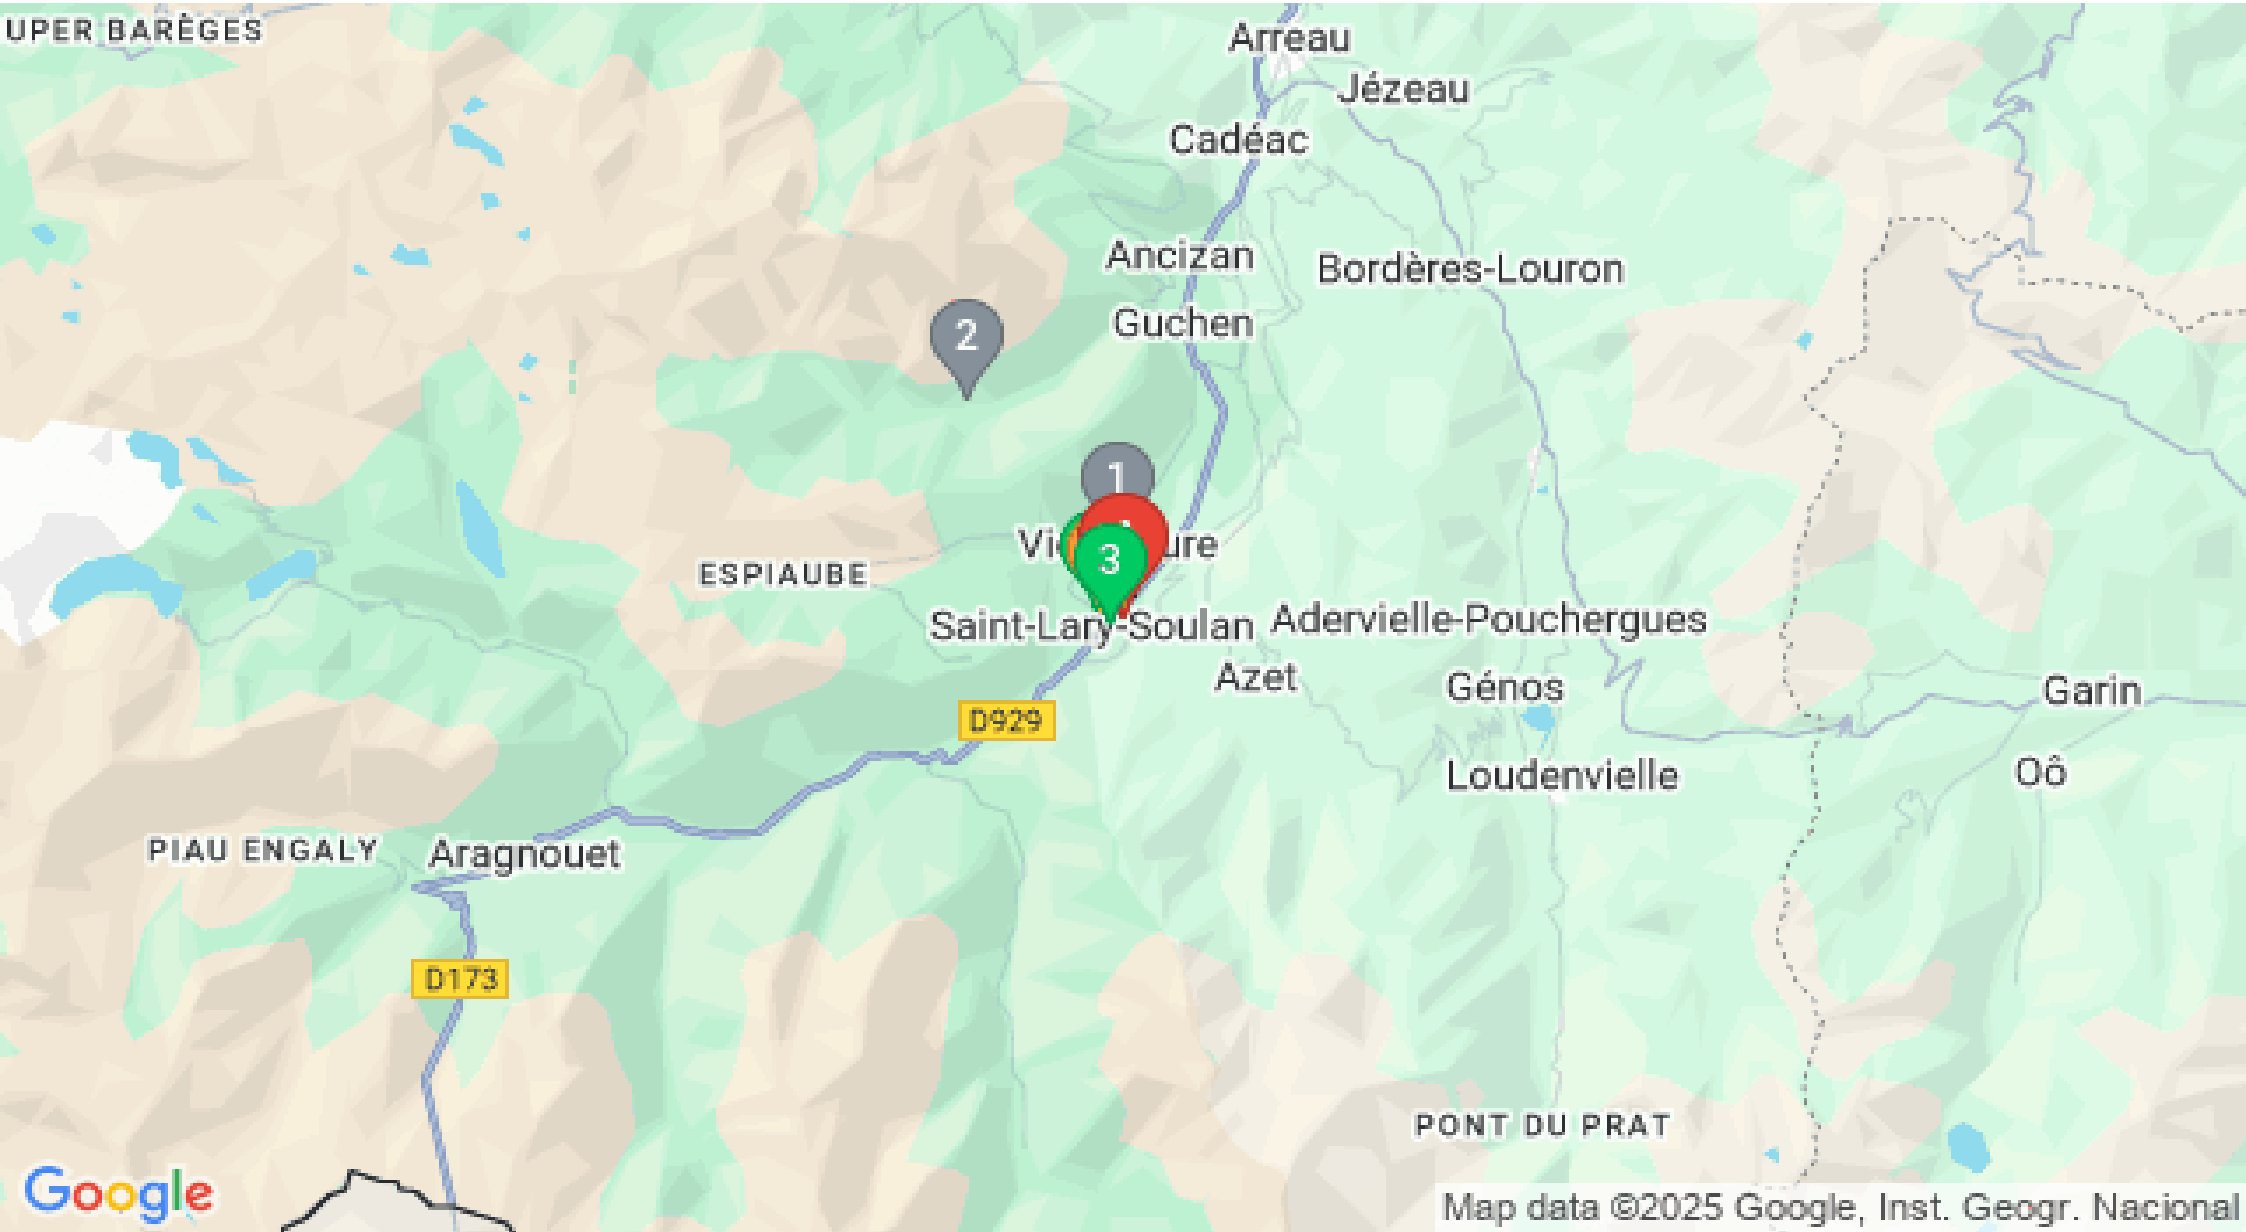 UPER BARÈGES
Arreau
Jézeau
Cadéac
Ancizan
Bordères-Louron
Guchen
2
1
3
ESPIAUBE
Saint-Lary-Soulan
Adervielle-Pouchergues
Azet
Génos
Garin
D929
Loudenvielle
Oô
PIAU ENGALY
Aragnouet
D173
PONT DU PRAT
Google
Map data ©2025 Google, Inst. Geogr. Nacional